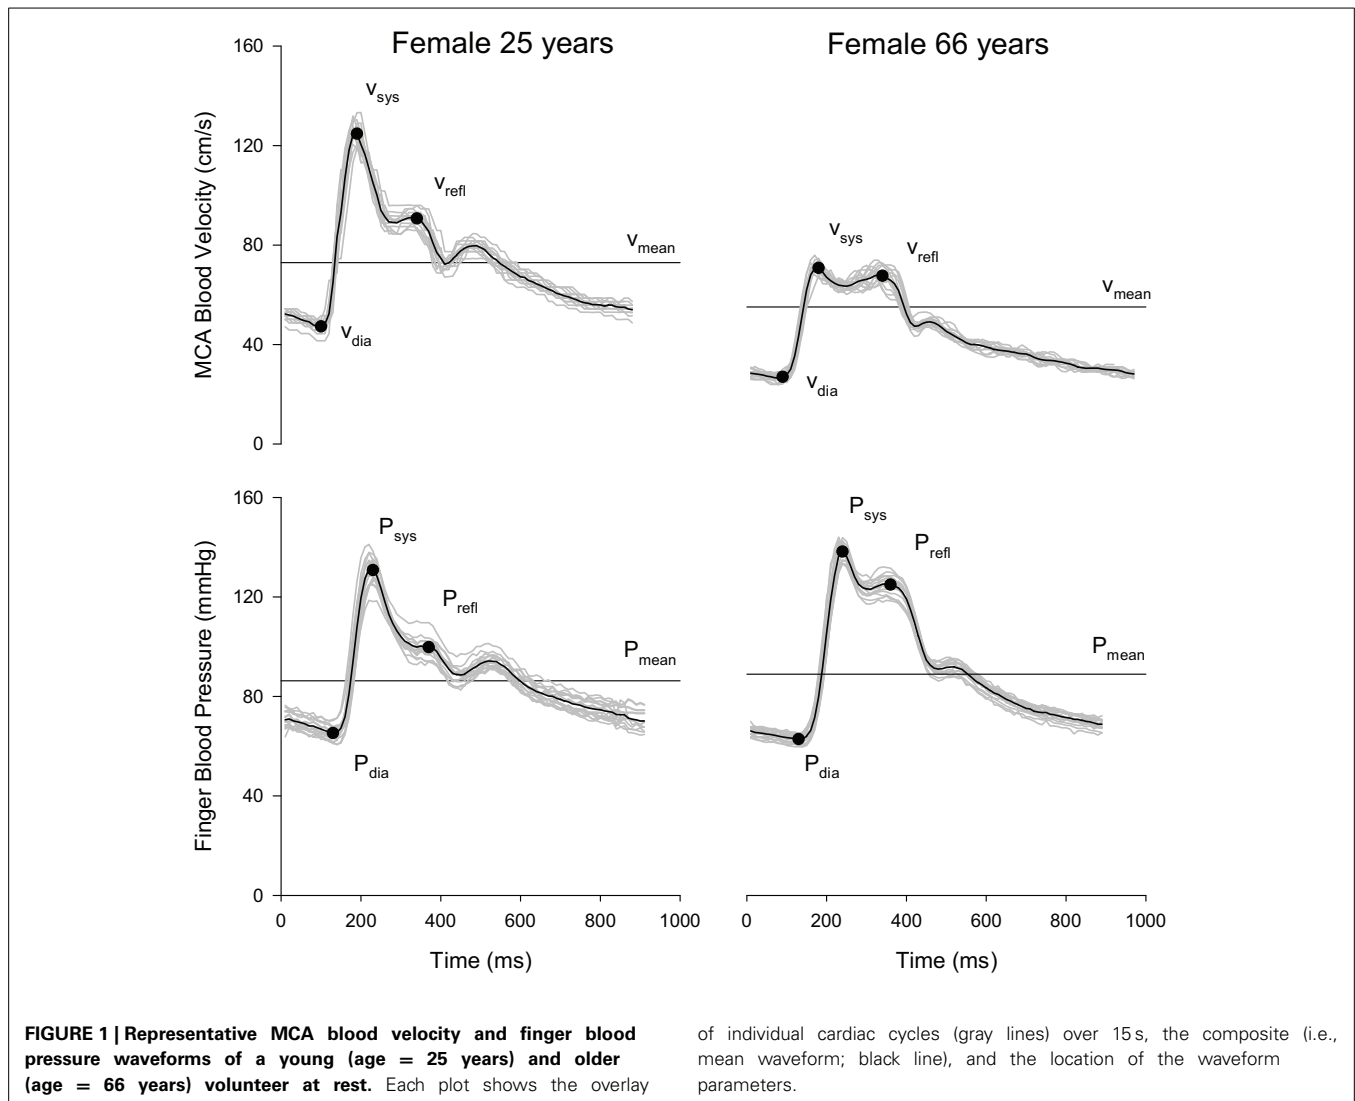 Female 25 years
Female 66 years
MCA Blood Velocity (cm/s)
160
120
80
40
0
vsys
vrefl
vmean
vdia
vsys
vrefl
vmean
vdia
Finger Blood Pressure (mmHg)
160
120
80
40
0
Psys
Prefl
Pmean
Pdia
Psys
Prefl
Pmean
Pdia
0 200 400 600 800 1000
0 200 400 600 800 1000
Time (ms)
Time (ms)
FIGURE 1 | Representative MCA blood velocity and finger blood
pressure waveforms of a young (age = 25 years) and older
(age = 66 years) volunteer at rest. Each plot shows the overlay
of individual cardiac cycles (gray lines) over 15 s, the composite (i.e.,
mean waveform; black line), and the location of the waveform
parameters.